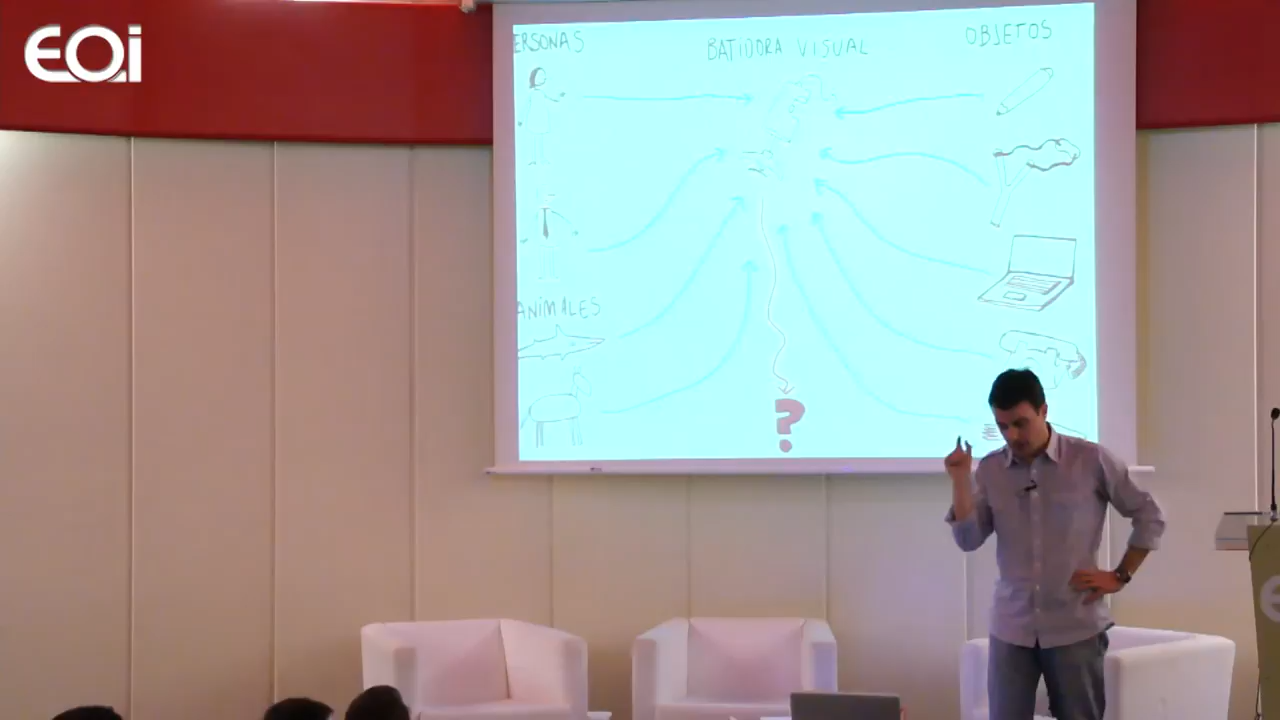 EOi
ERSONAS
BATIDORA VISUAL
OBJETOS
ANIMALES
?